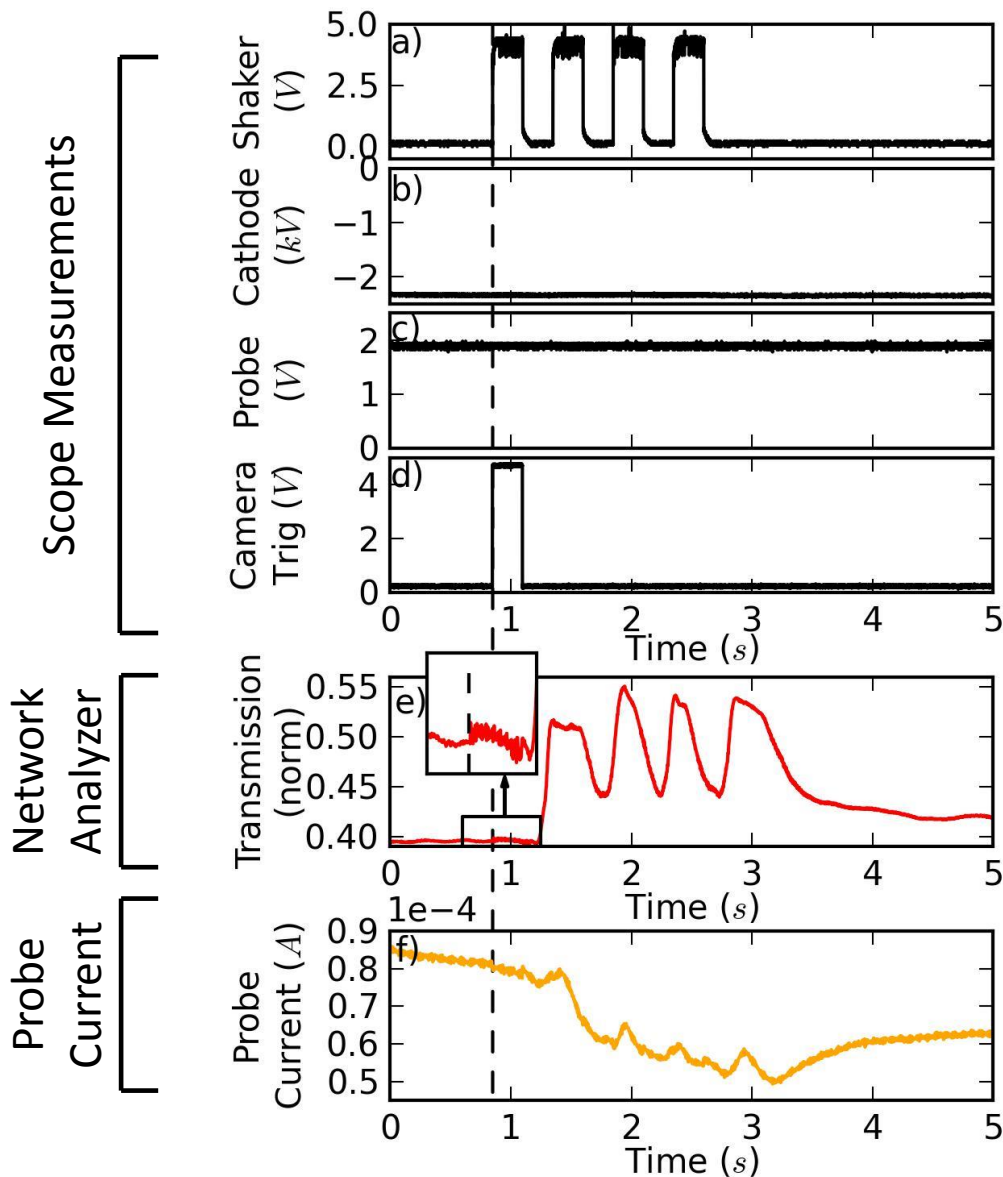 Scope Measurements
a)
Cathode Shaker
(V)
5.0
2.5
0.0
b)
(kV)
0
−1
−2
c)
Probe
(V)
2
1
0
d)
Camera
Trig (V)
4
2
0
0 1 2 3 4 5
Time (s)
Network
Analyzer
e)
Transmission
(norm)
0.55
0.50
0.45
0.40
0 1 2 3 4 5
Time (s)
Probe
Current
1e−4
f)
Probe
Current (A)
0.9
0.8
0.7
0.6
0.5
0 1 2 3 4 5
Time (s)